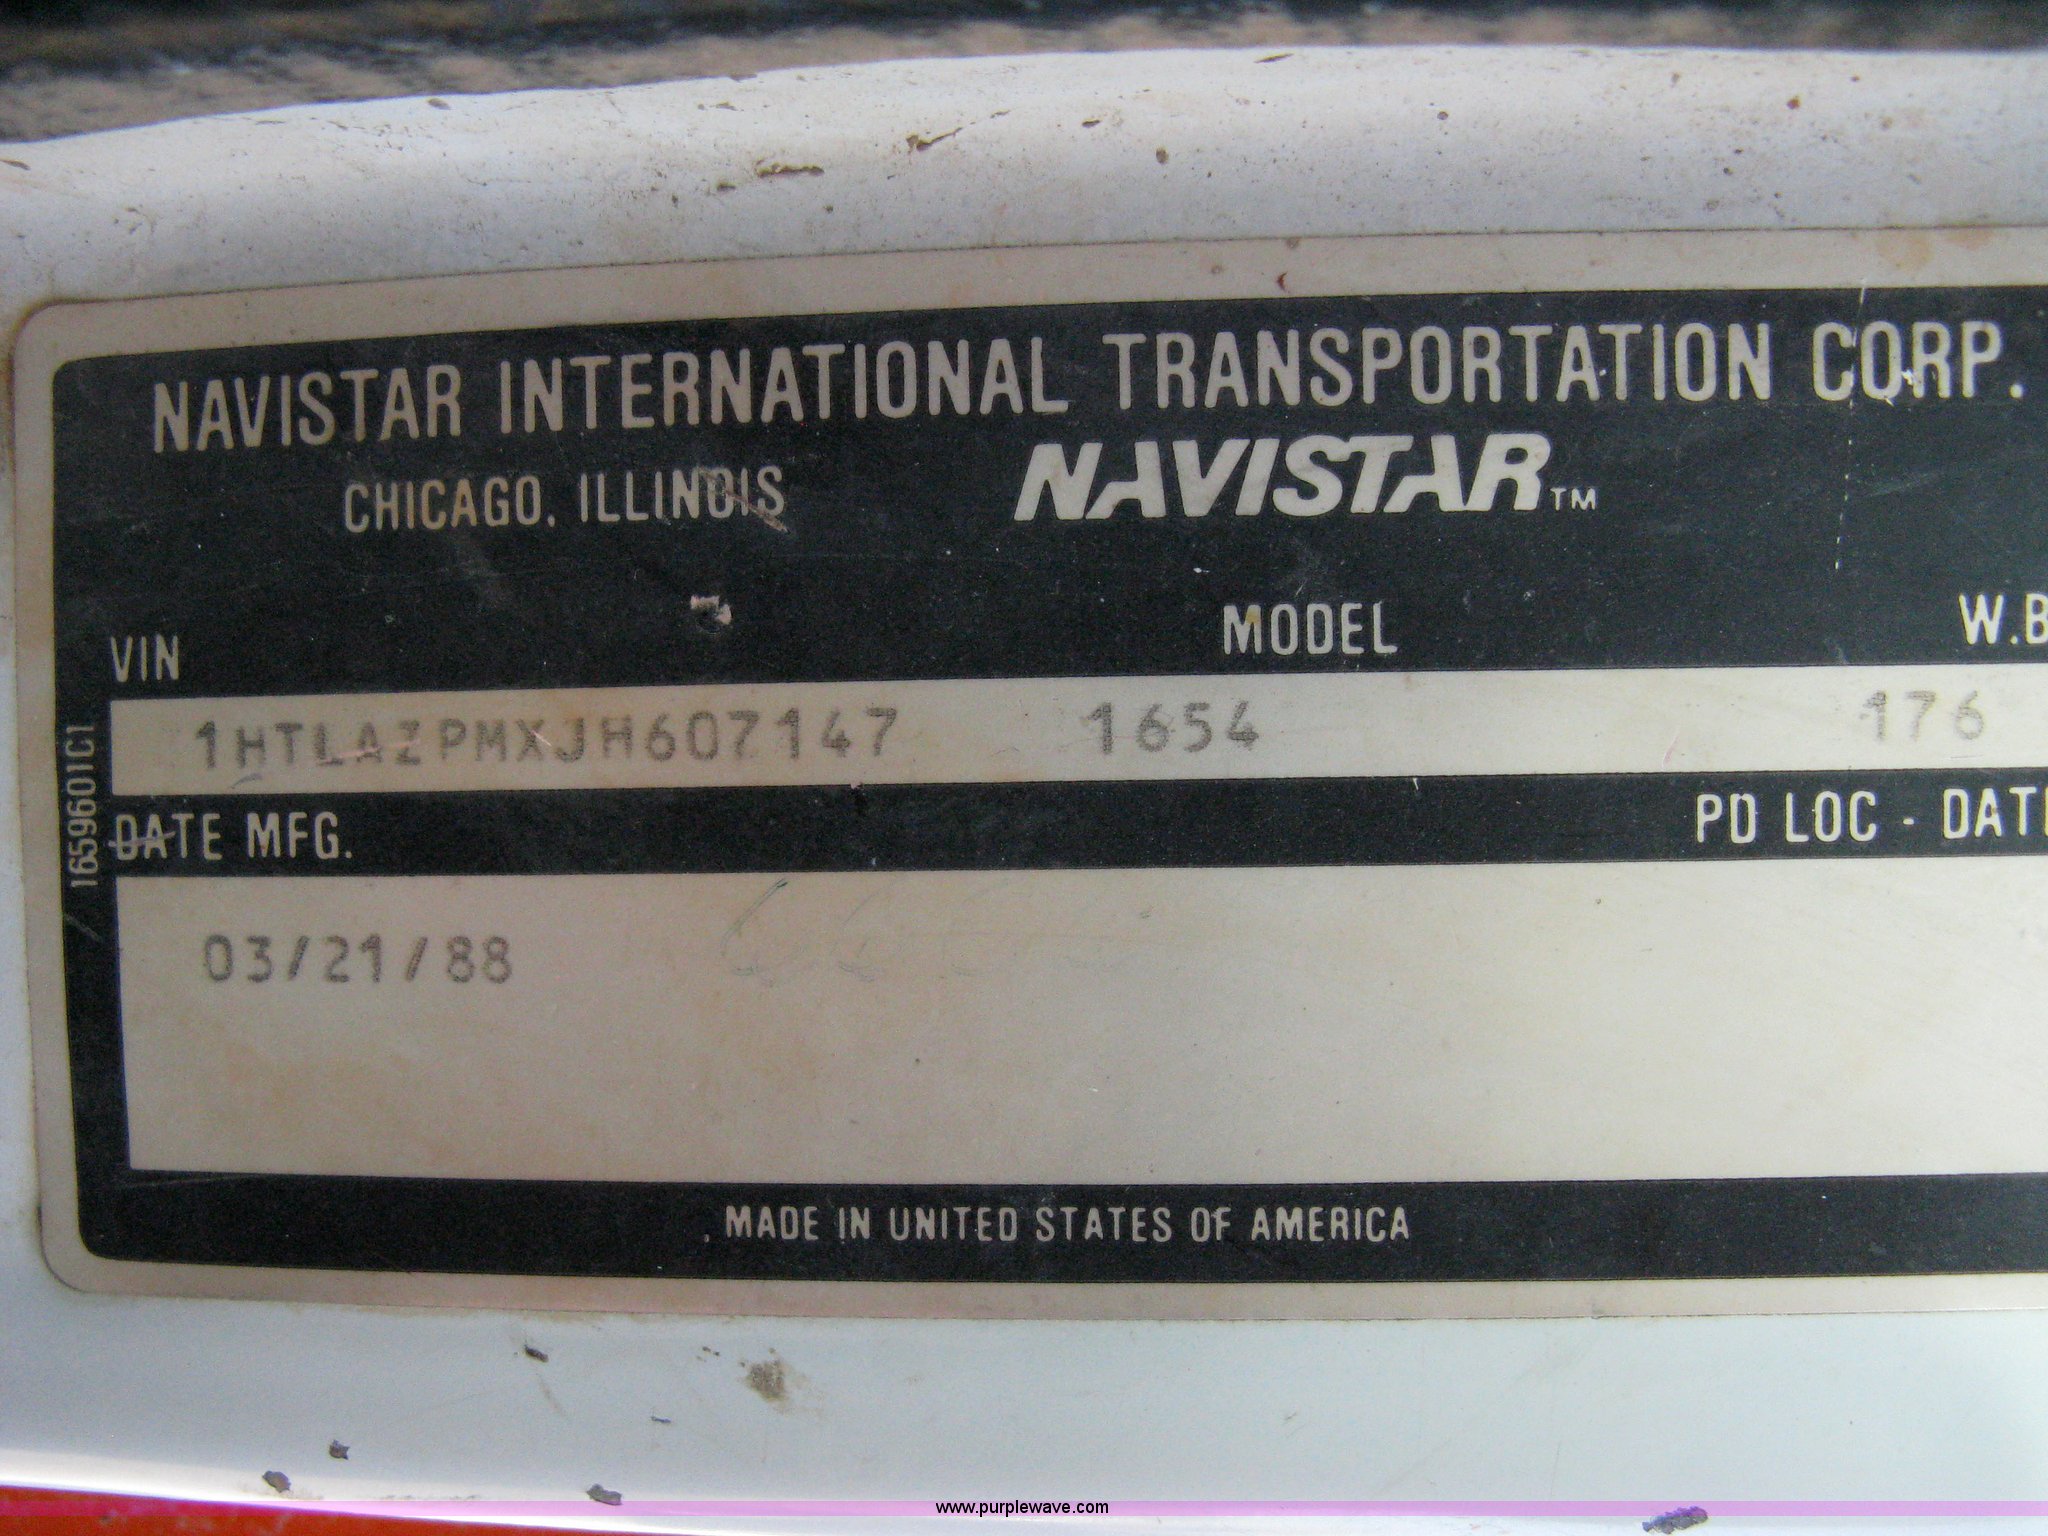 NAVISTAR INTERNATIONAL TRANSPORTATION CORP.
CHICAGO, ILLINOIS
NAVISTAR™
VIN MODEL W.B
1HTLAZPMXJH607147 1654 176
DATE MFG. PD LOC - DATE
03/21/88
1659601C1
MADE IN UNITED STATES OF AMERICA
www.purplewave.com